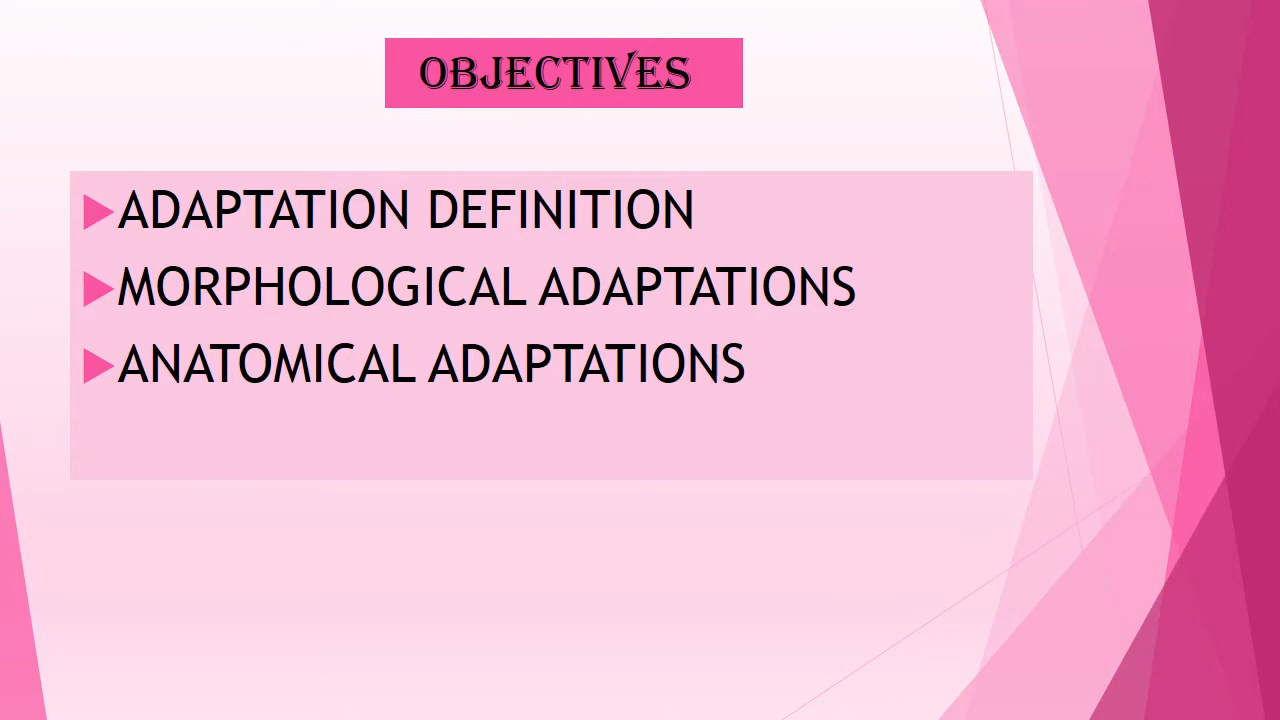 OBJECTIVES
ADAPTATION DEFINITION
MORPHOLOGICAL ADAPTATIONS
ANATOMICAL ADAPTATIONS